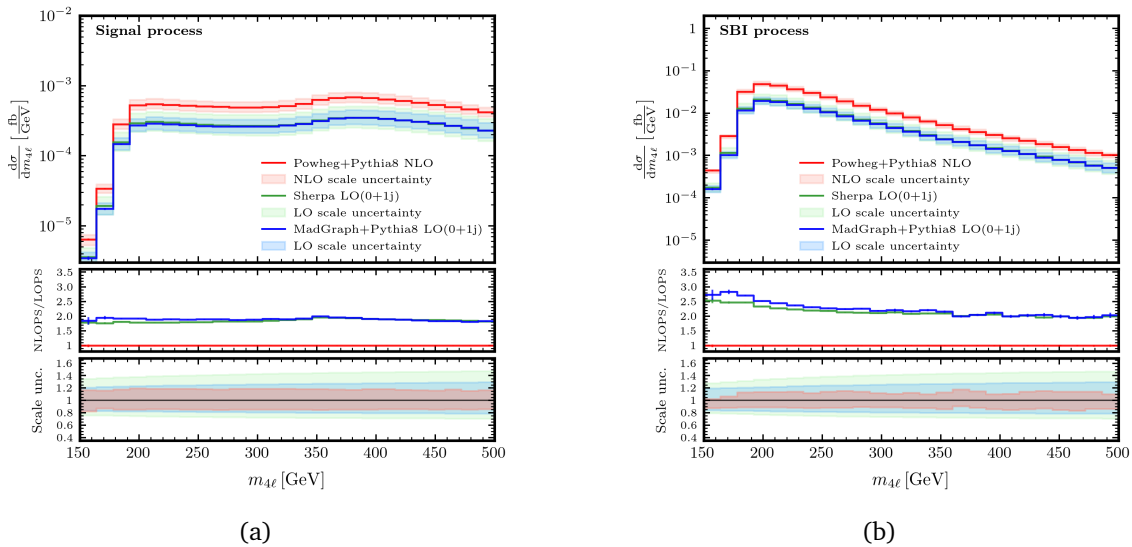 Signal process
10⁻²
10⁻³
10⁻⁴
10⁻⁵
dσ/dm₄ℓ [fb/GeV]
Powheg+Pythia8 NLO
NLO scale uncertainty
Sherpa LO(0+1j)
LO scale uncertainty
MadGraph+Pythia8 LO(0+1j)
LO scale uncertainty
NLOPS/LOPS
3.5
3.0
2.5
2.0
1.5
1
Scale unc.
1.6
1.4
1.2
1
0.8
0.6
0.4
150 200 250 300 350 400 450 500
m₄ℓ [GeV]
(a)
SBI process
1
10⁻¹
10⁻²
10⁻³
10⁻⁴
10⁻⁵
dσ/dm₄ℓ [fb/GeV]
Powheg+Pythia8 NLO
NLO scale uncertainty
Sherpa LO(0+1j)
LO scale uncertainty
MadGraph+Pythia8 LO(0+1j)
LO scale uncertainty
NLOPS/LOPS
3.5
3.0
2.5
2.0
1.5
1
Scale unc.
1.6
1.4
1.2
1
0.8
0.6
0.4
150 200 250 300 350 400 450 500
m₄ℓ [GeV]
(b)